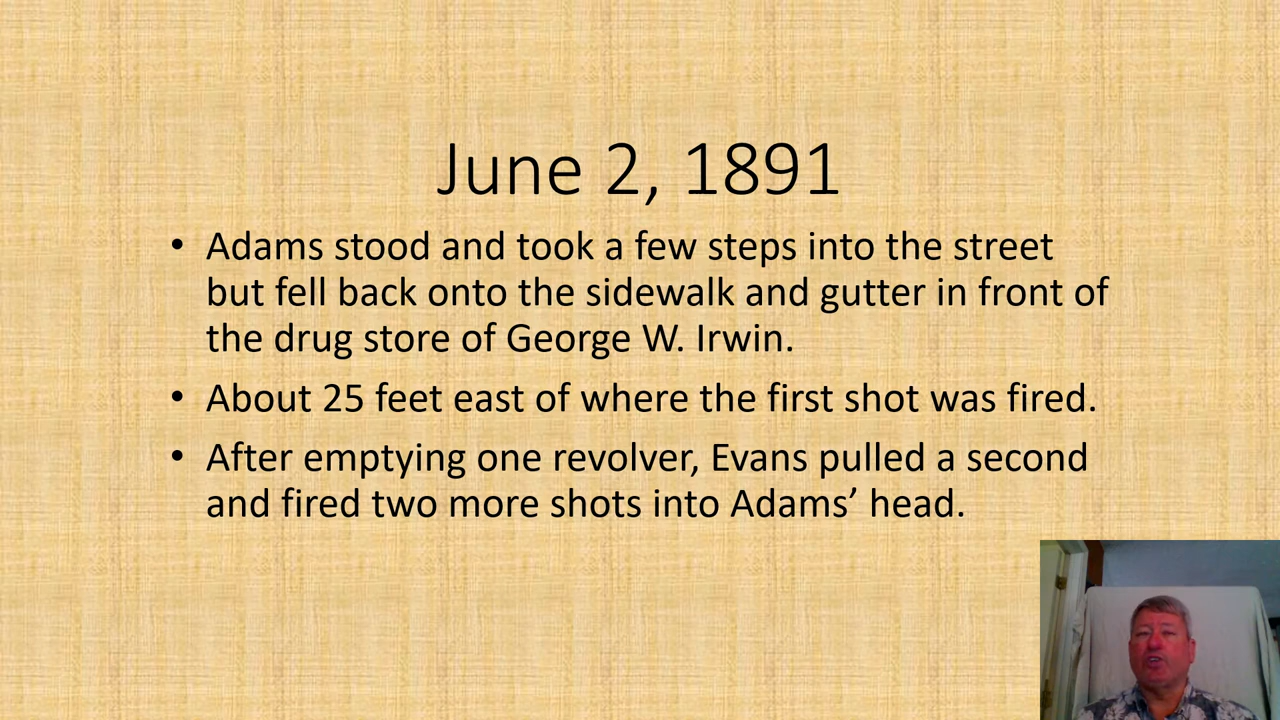 June 2, 1891
• Adams stood and took a few steps into the street
but fell back onto the sidewalk and gutter in front of
the drug store of George W. Irwin.
• About 25 feet east of where the first shot was fired.
• After emptying one revolver, Evans pulled a second
and fired two more shots into Adams’ head.